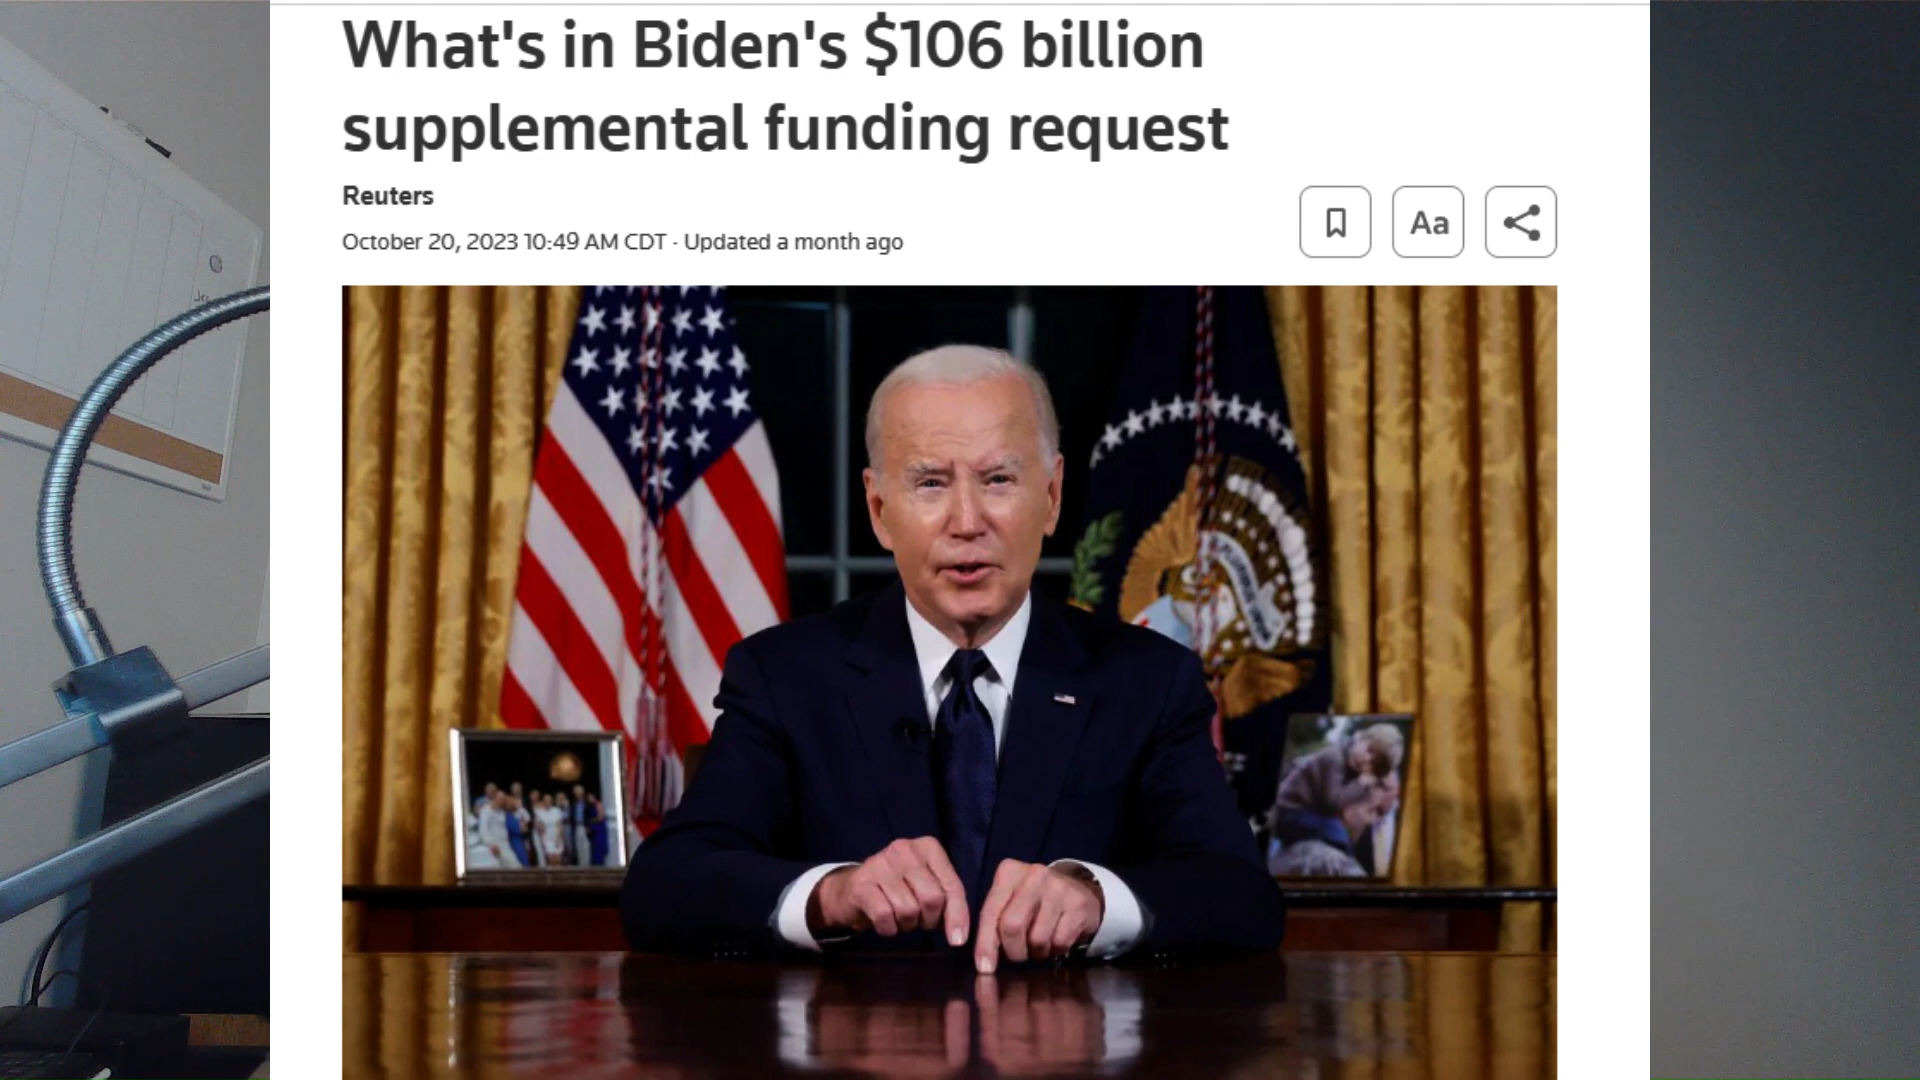 What's in Biden's $106 billion
supplemental funding request
Reuters
October 20, 2023 10:49 AM CDT · Updated a month ago
Aa